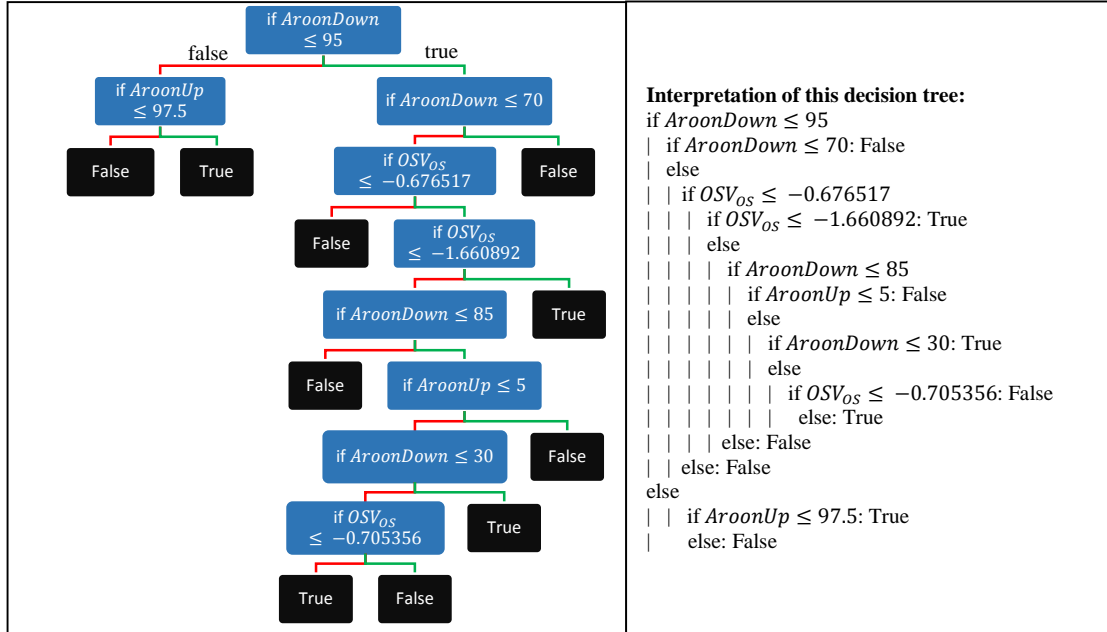 if AroonDown
≤ 95
false
true
if AroonUp
≤ 97.5
if AroonDown ≤ 70
False
True
if OSV_OS
≤ −0.676517
False
False
if OSV_OS
≤ −1.660892
if AroonDown ≤ 85
True
False
if AroonUp ≤ 5
if AroonDown ≤ 30
False
if OSV_OS
≤ −0.705356
True
True
False
Interpretation of this decision tree:
if AroonDown ≤ 95
| if AroonDown ≤ 70: False
| else
| | if OSV_OS ≤ −0.676517
| | | if OSV_OS ≤ −1.660892: True
| | | else
| | | | if AroonDown ≤ 85
| | | | | if AroonUp ≤ 5: False
| | | | | else
| | | | | | if AroonDown ≤ 30: True
| | | | | | else
| | | | | | | if OSV_OS ≤ −0.705356: False
| | | | | | | else: True
| | | | else: False
| | else: False
else
| | if AroonUp ≤ 97.5: True
| else: False